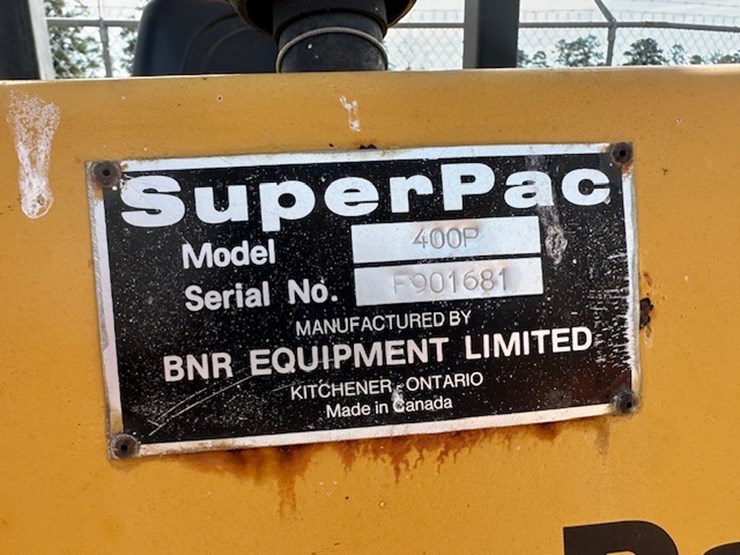 SuperPac
Model 400P
Serial No. F901681
MANUFACTURED BY
BNR EQUIPMENT LIMITED
KITCHENER - ONTARIO
Made in Canada